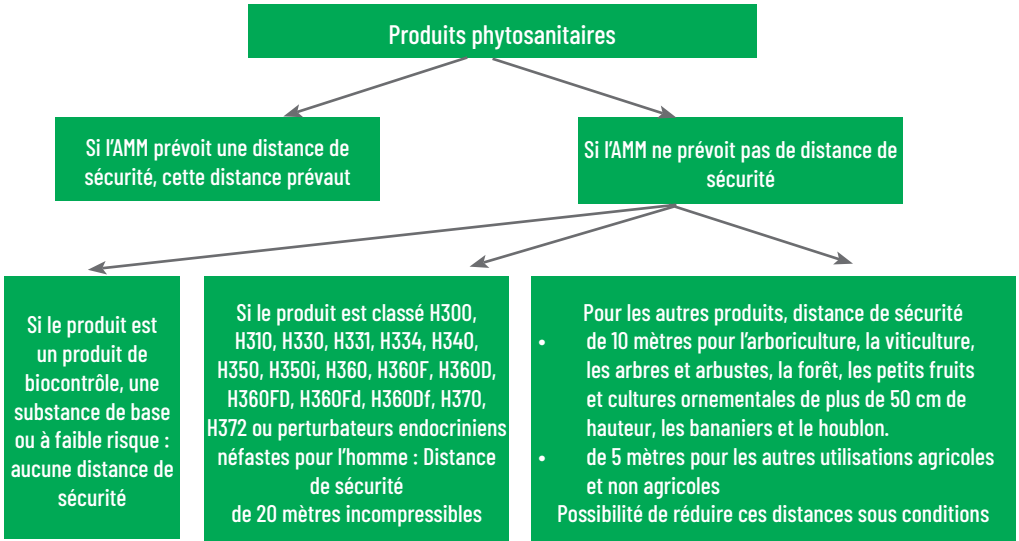 Produits phytosanitaires
Si l'AMM prévoit une distance de
sécurité, cette distance prévaut
Si l'AMM ne prévoit pas de distance de
sécurité
Si le produit est
un produit de
biocontrôle, une
substance de base
ou à faible risque :
aucune distance de
sécurité
Si le produit est classé H300,
H310, H330, H331, H334, H340,
H350, H350i, H360, H360F, H360D,
H360FD, H360Fd, H360Df, H370,
H372 ou perturbateurs endocriniens
néfastes pour l'homme : Distance
de sécurité
de 20 mètres incompressibles
Pour les autres produits, distance de sécurité
• de 10 mètres pour l'arboriculture, la viticulture,
les arbres et arbustes, la forêt, les petits fruits
et cultures ornementales de plus de 50 cm de
hauteur, les bananiers et le houblon.
• de 5 mètres pour les autres utilisations agricoles
et non agricoles
Possibilité de réduire ces distances sous conditions